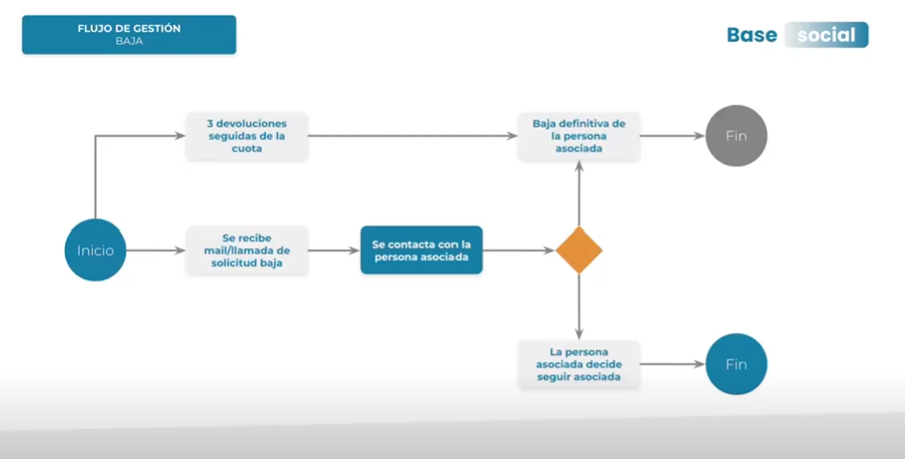 FLUJO DE GESTIÓN
BAJA
Base social
3 devoluciones
seguidas de la
cuota
Baja definitiva de
la persona
asociada
Fin
Inicio
Se recibe
mail/llamada de
solicitud baja
Se contacta con la
persona asociada
La persona
asociada decide
seguir asociada
Fin